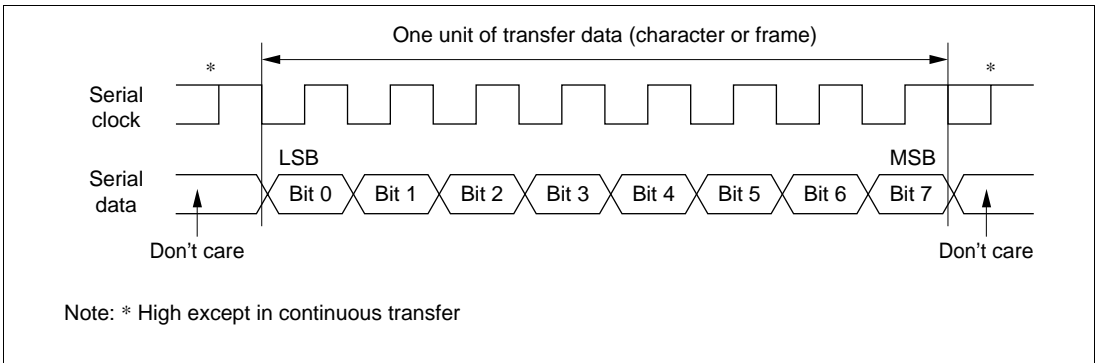 One unit of transfer data (character or frame)
* *
Serial
clock
LSB MSB
Serial
data
Bit 0 Bit 1 Bit 2 Bit 3 Bit 4 Bit 5 Bit 6 Bit 7
Don’t care Don’t care
Note: * High except in continuous transfer